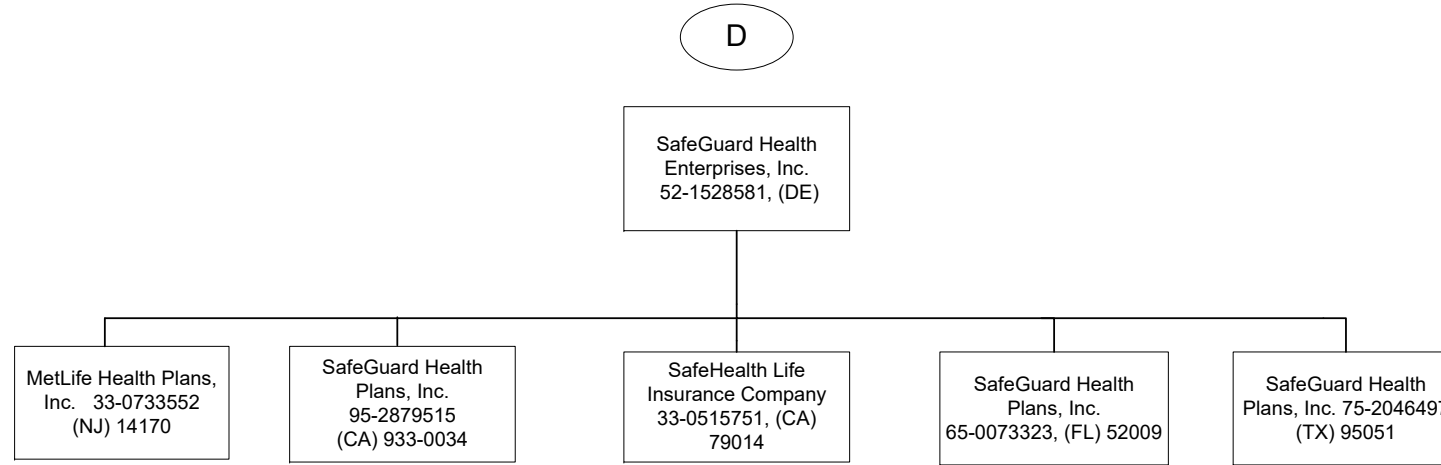 D
SafeGuard Health
Enterprises, Inc.
52-1528581, (DE)
MetLife Health Plans,
Inc. 33-0733552
(NJ) 14170
SafeGuard Health
Plans, Inc.
95-2879515
(CA) 933-0034
SafeHealth Life
Insurance Company
33-0515751, (CA)
79014
SafeGuard Health
Plans, Inc.
65-0073323, (FL) 52009
SafeGuard Health
Plans, Inc. 75-2046497
(TX) 95051